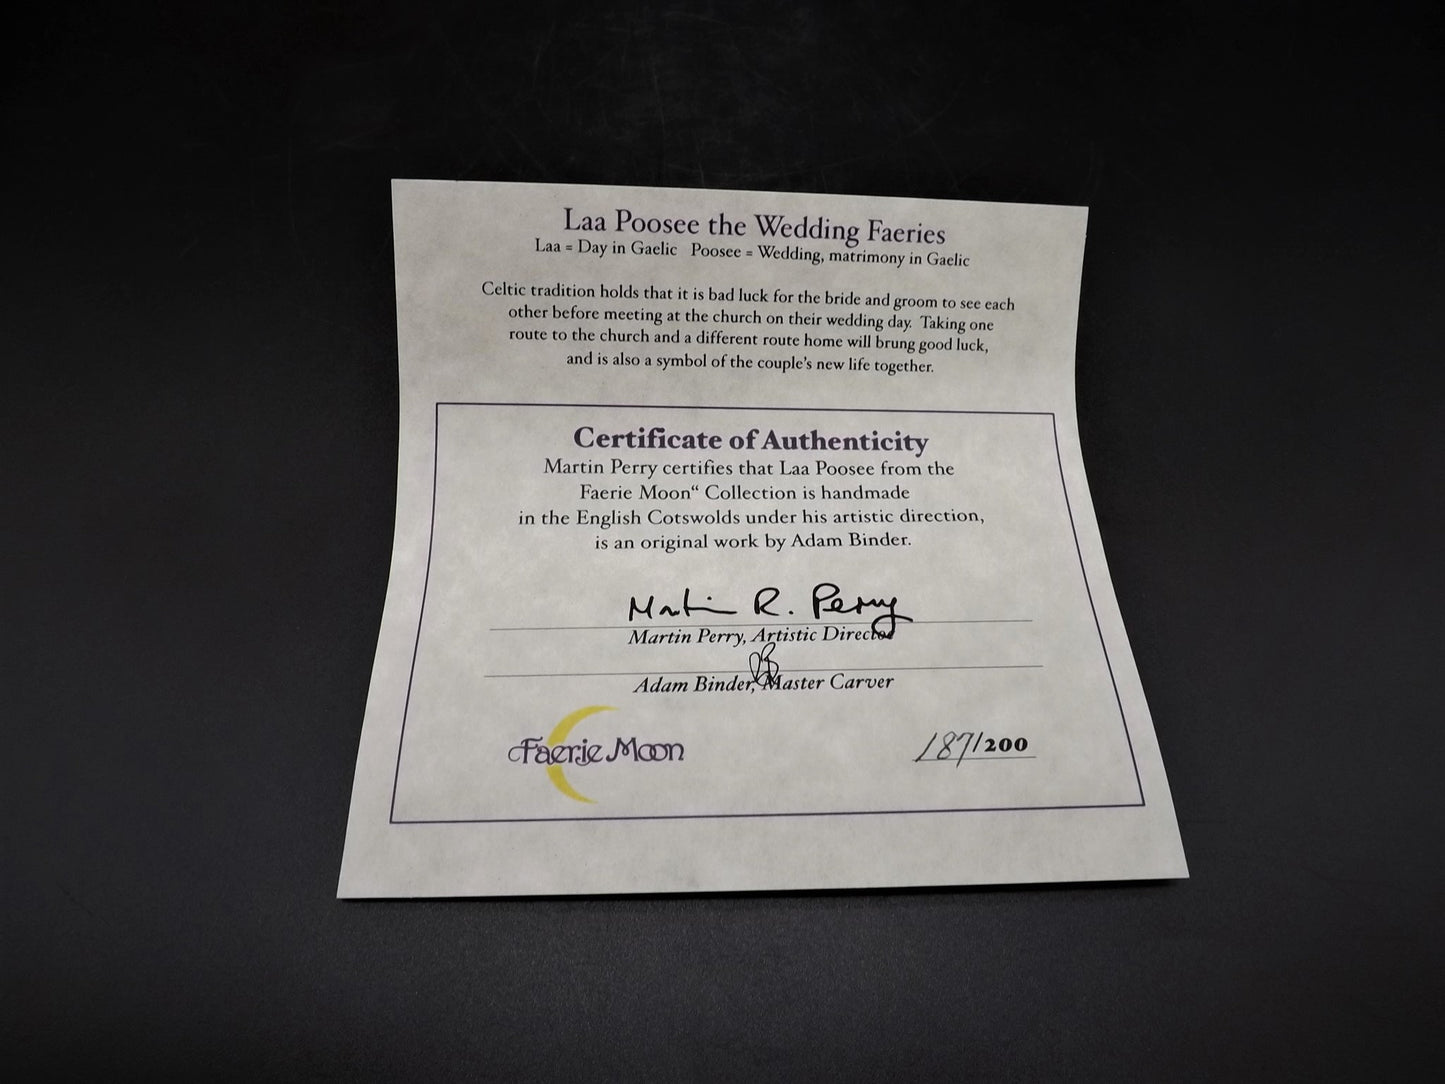 Laa Poosee the Wedding Faeries
Laa = Day in Gaelic Poosee = Wedding, matrimony in Gaelic
Celtic tradition holds that it is bad luck for the bride and groom to see each
other before meeting at the church on their wedding day. Taking one
route to the church and a different route home will brung good luck,
and is also a symbol of the couple's new life together.
Certificate of Authenticity
Martin Perry certifies that Laa Poosee from the
Faerie Moon“ Collection is handmade
in the English Cotswolds under his artistic direction,
is an original work by Adam Binder.
Martin R. Perry
Martin Perry, Artistic Director
AB
Adam Binder, Master Carver
Faerie Moon
187/200